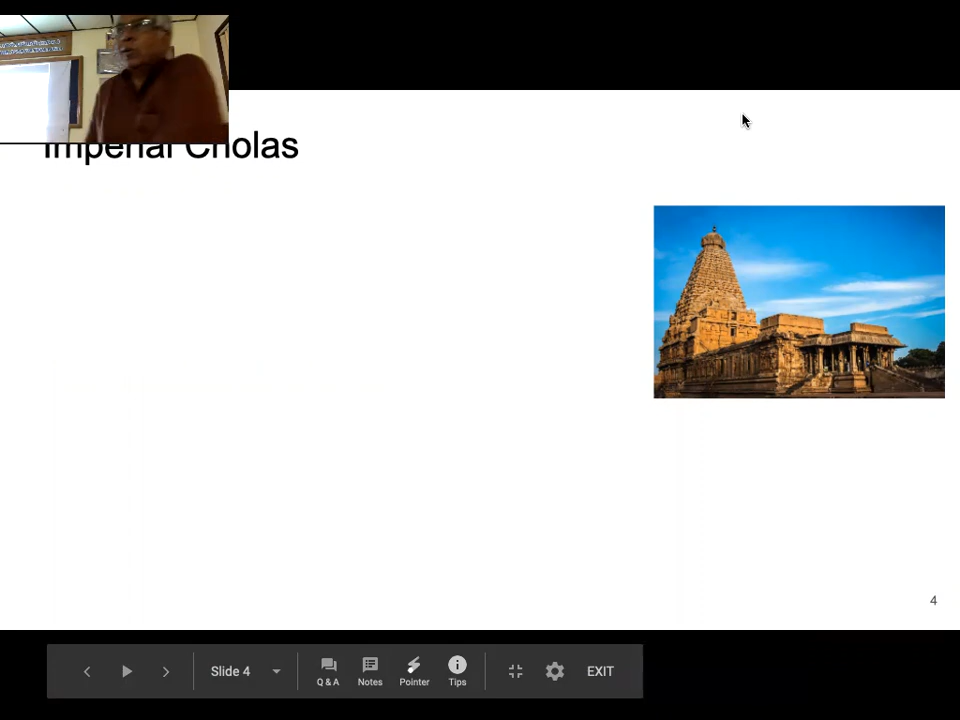 Imperial Cholas
4
Slide 4
Q & A
Notes
Pointer
Tips
EXIT